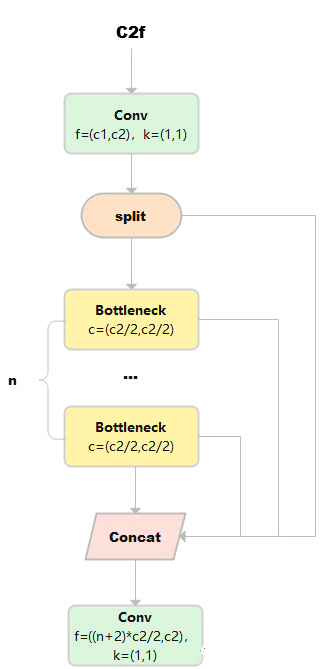 C2f
Conv
f=(c1,c2), k=(1,1)
split
Bottleneck
c=(c2/2,c2/2)
n
...
Bottleneck
c=(c2/2,c2/2)
Concat
Conv
f=((n+2)*c2/2,c2),
k=(1,1)